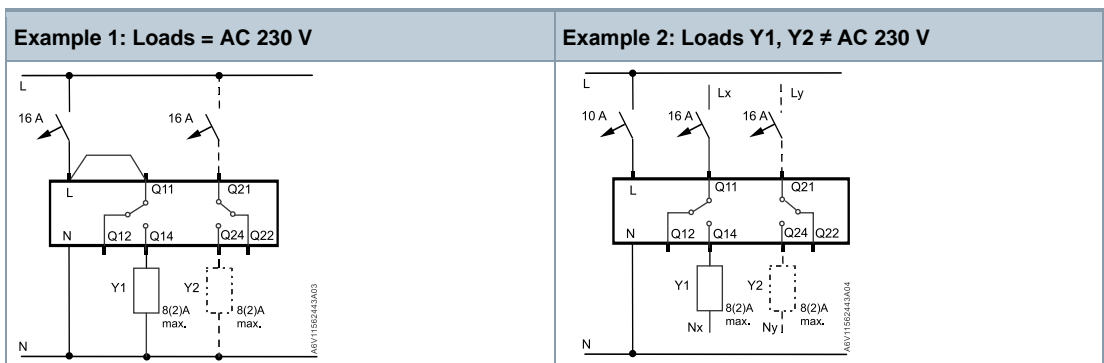 Example 1: Loads = AC 230 V
L
16 A
16 A
L
Q11
Q21
N
Q12
Q14
Q24
Q22
Y1
Y2
8(2)A
max.
8(2)A
max.
N
A6V11562443A03
Example 2: Loads Y1, Y2 ≠ AC 230 V
L
Lx
Ly
10 A
16 A
16 A
L
Q11
Q21
N
Q12
Q14
Q24
Q22
Y1
Y2
8(2)A
max.
8(2)A
max.
Nx
Ny
N
A6V11562443A04